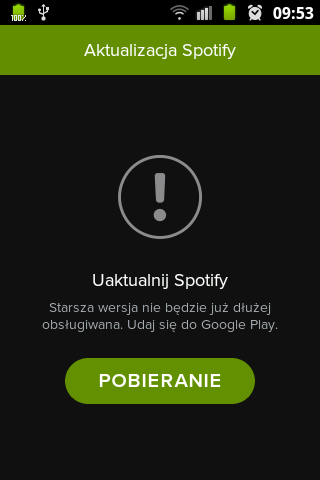 100%
09:53
Aktualizacja Spotify
Uaktualnij Spotify
Starsza wersja nie będzie już dłużej
obsługiwana. Udaj się do Google Play.
POBIERANIE